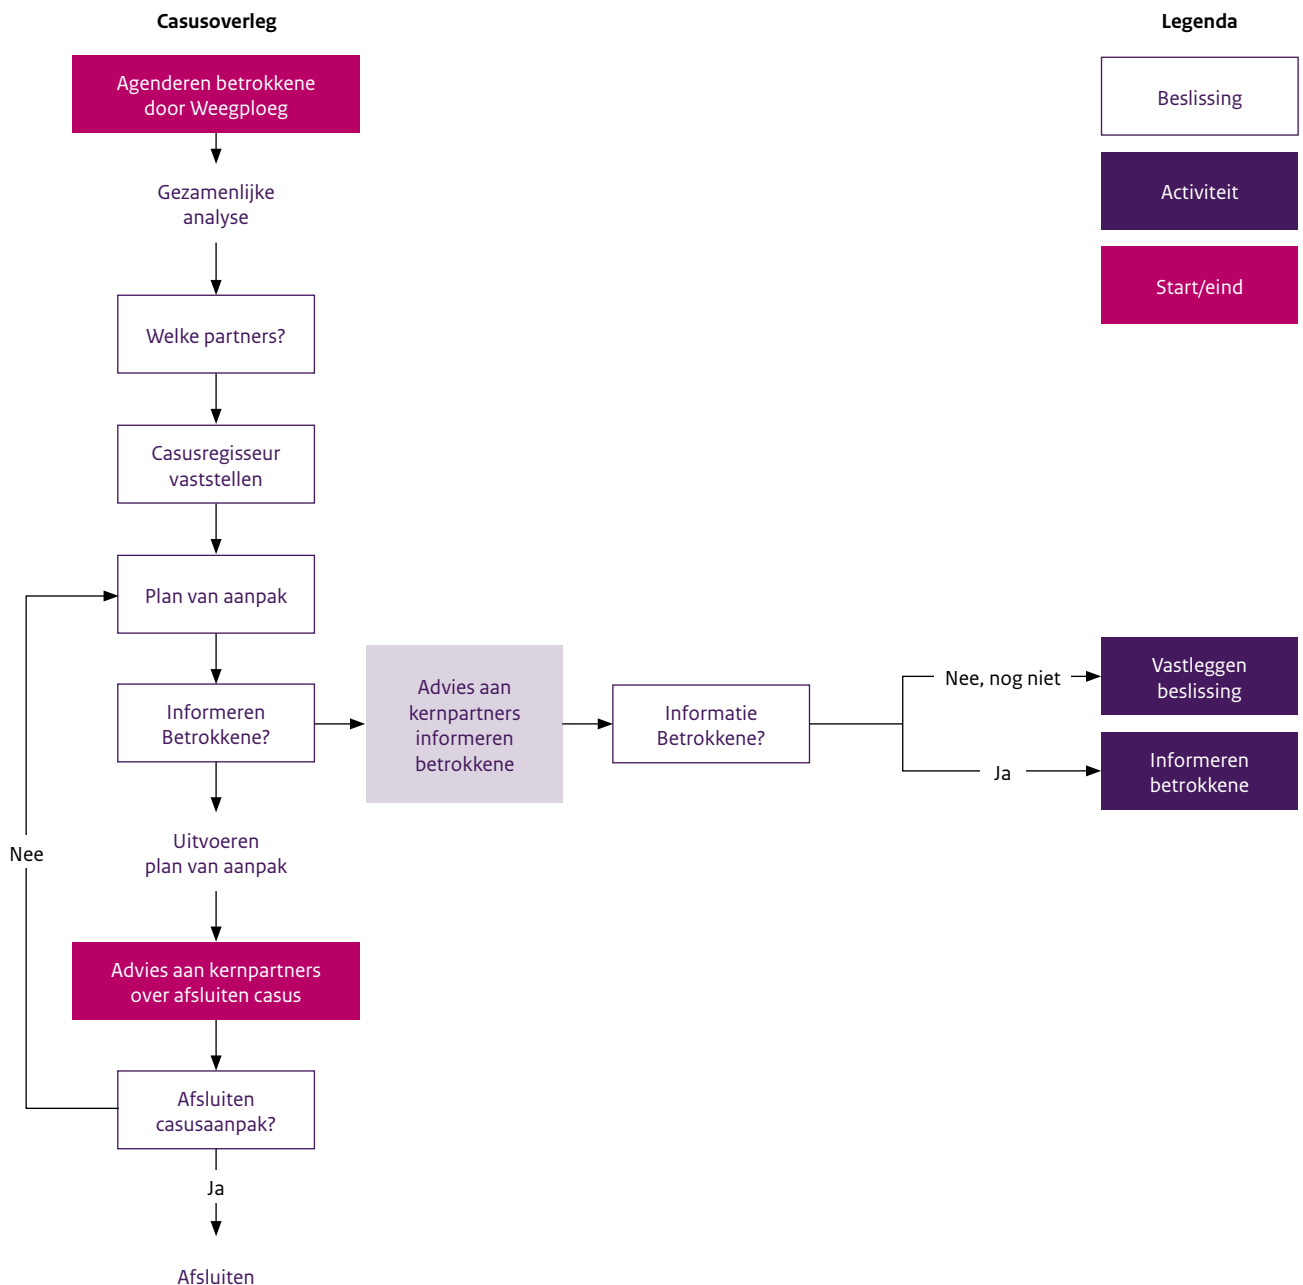 Casusoverleg
Agenderen betrokkene
door Weegploeg
Gezamenlijke
analyse
Welke partners?
Casusregisseur
vaststellen
Plan van aanpak
Informeren
Betrokkene?
Advies aan
kernpartners
informeren
betrokkene
Informatie
Betrokkene?
Nee, nog niet
Vastleggen
beslissing
Ja
Informeren
betrokkene
Uitvoeren
plan van aanpak
Nee
Advies aan kernpartners
over afsluiten casus
Afsluiten
casusaanpak?
Ja
Afsluiten
Legenda
Beslissing
Activiteit
Start/eind